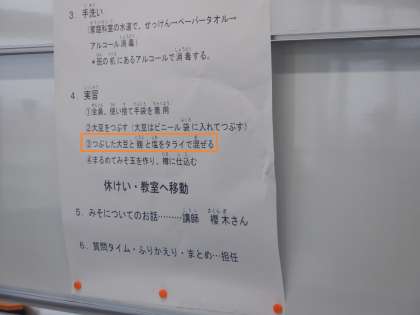 ３．手洗い
(家庭科室の水道で、せっけん→ペーパータオル→
アルコール消毒)
＊班の机にあるアルコールで消毒する。
４．実習
①全員、使い捨て手袋を着用
②大豆をつぶす（大豆はビニール袋に入れてつぶす）
③つぶした大豆と麹と塩をタライで混ぜる
④まるめてみそ玉を作り、樽に仕込む
休けい・教室へ移動
５．みそについてのお話………講師　櫻木さん
６．質問タイム・ふりかえり・まとめ…担任